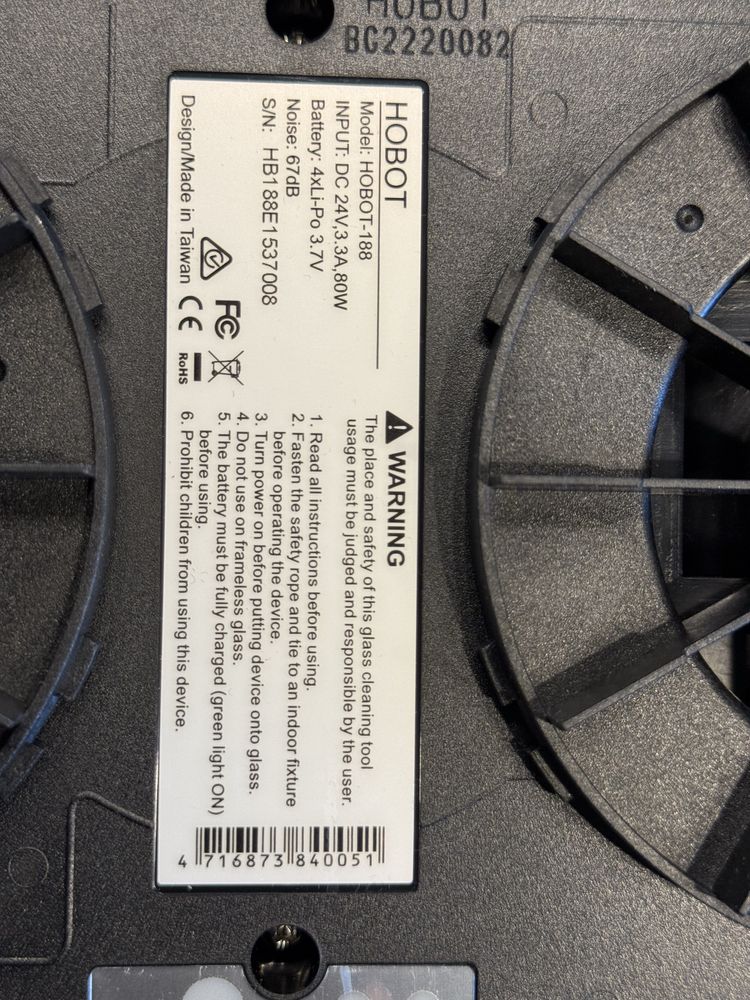 HOBOT
BC2220082
HOBOT
Model: HOBOT-188
INPUT: DC 24V,3.3A,80W
Battery: 4xLi-Po 3.7V
Noise: 67dB
S/N: HB188E1537008
Design/Made in Taiwan
FC
CE
RoHS
WARNING
The place and safety of this glass cleaning tool
usage must be judged and responsible by the user.
1. Read all instructions before using.
2. Fasten the safety rope and tie to an indoor fixture
before operating the device.
3. Turn power on before putting device onto glass.
4. Do not use on frameless glass.
5. The battery must be fully charged (green light ON)
before using.
6. Prohibit children from using this device.
4 716873 840051